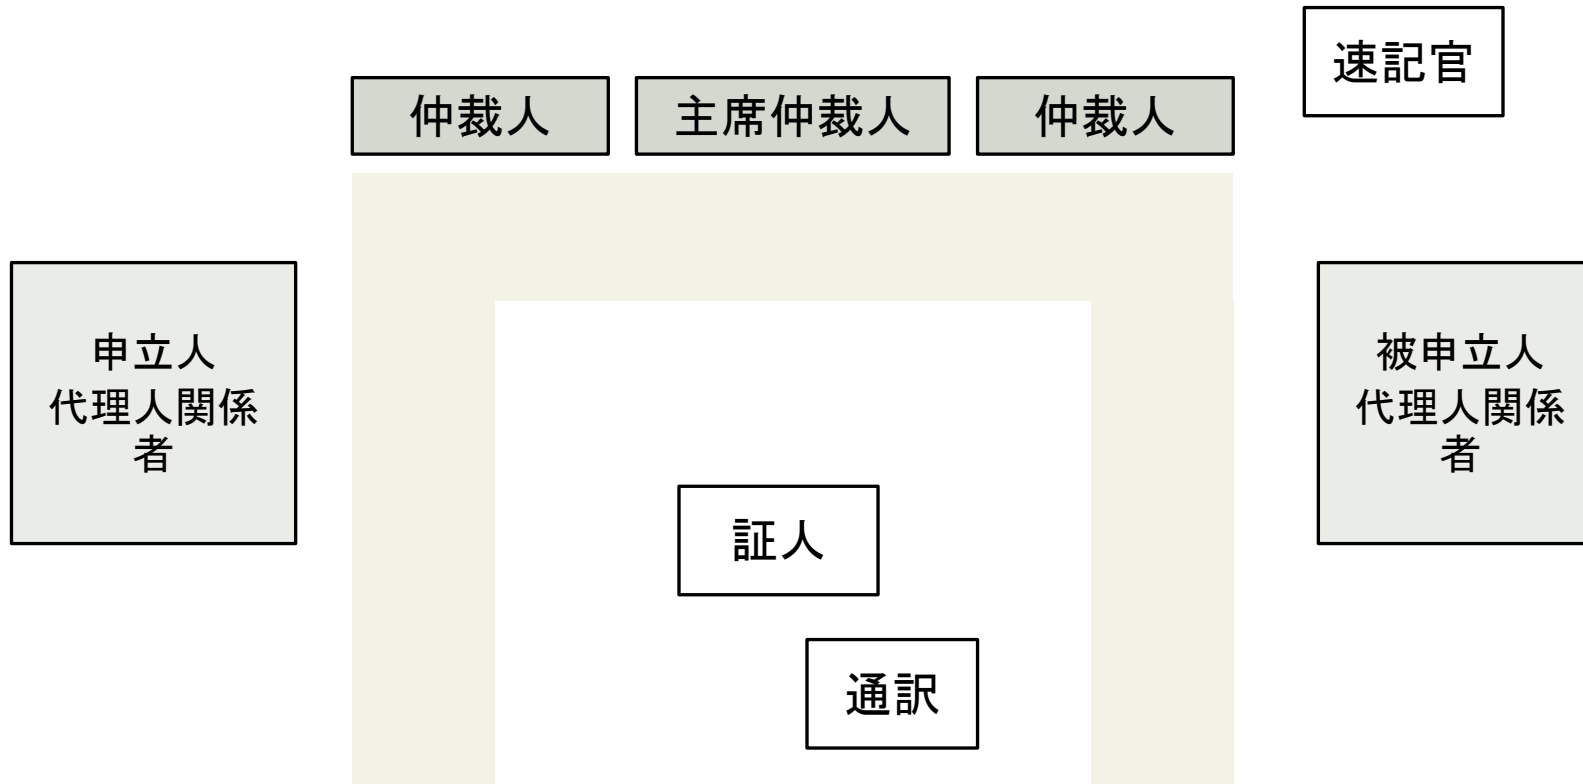 速記官
仲裁人
主席仲裁人
仲裁人
申立人
代理人関係
者
被申立人
代理人関係
者
証人
通訳